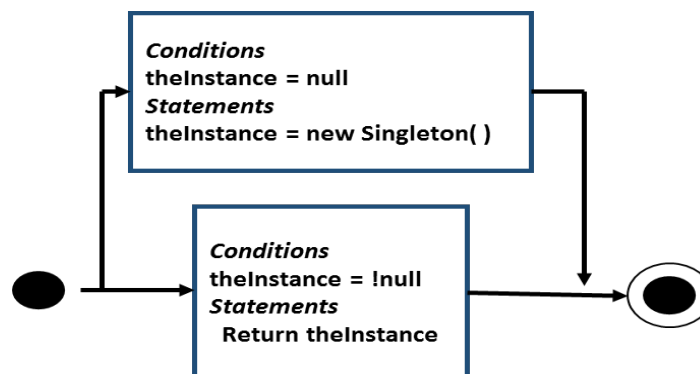 Conditions
theInstance = null
Statements
theInstance = new Singleton( )
Conditions
theInstance = !null
Statements
Return theInstance